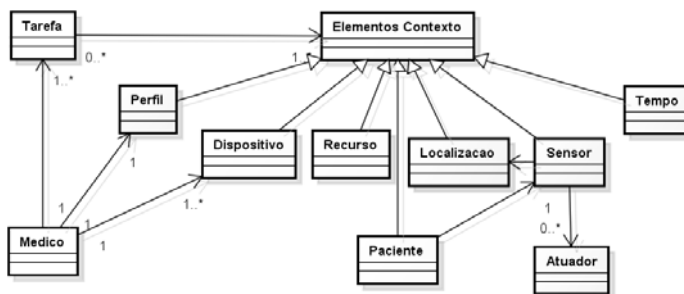 Tarefa
Elementos Contexto
0..*
1..
1..*
Perfil
Tempo
Dispositivo
Recurso
Localizacao
Sensor
1
1
1
1..*
1
1
0..*
Medico
Paciente
Atuador